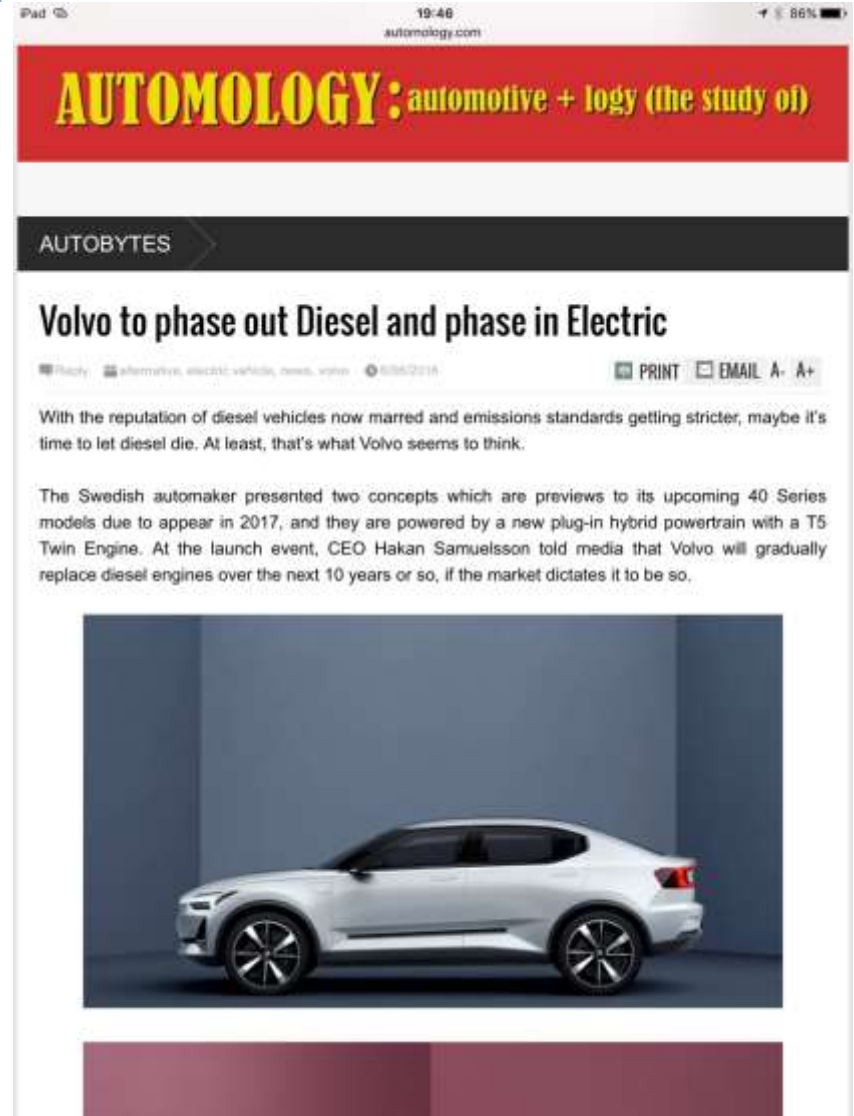 iPad 19:46 86%
automology.com
AUTOMOLOGY: automotive + logy (the study of)
AUTOBYTES
Volvo to phase out Diesel and phase in Electric
Reply alternative, electric vehicle, news, volvo PRINT EMAIL A- A+
With the reputation of diesel vehicles now marred and emissions standards getting stricter, maybe it's
time to let diesel die. At least, that's what Volvo seems to think.
The Swedish automaker presented two concepts which are previews to its upcoming 40 Series
models due to appear in 2017, and they are powered by a new plug-in hybrid powertrain with a T5
Twin Engine. At the launch event, CEO Hakan Samuelsson told media that Volvo will gradually
replace diesel engines over the next 10 years or so, if the market dictates it to be so.